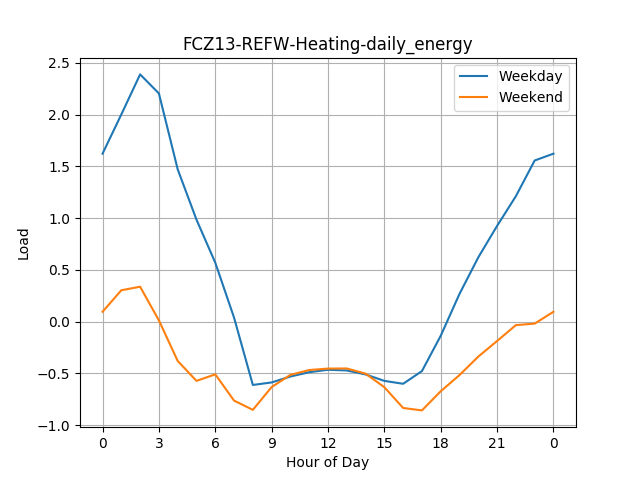 FCZ13-REFW-Heating-daily_energy
Weekday
Weekend
Load
2.5
2.0
1.5
1.0
0.5
0.0
−0.5
−1.0
0 3 6 9 12 15 18 21 0
Hour of Day